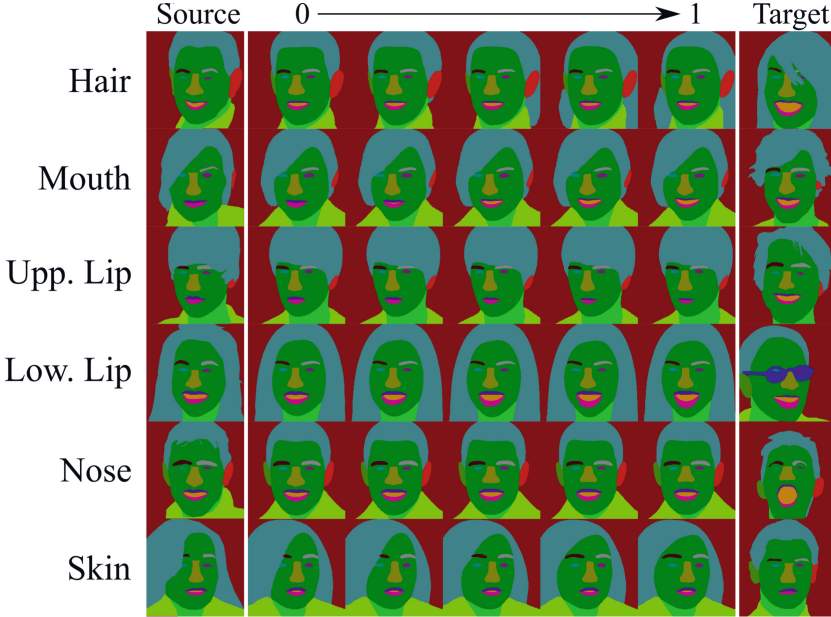 Source 0 1 Target
Hair
Mouth
Upp. Lip
Low. Lip
Nose
Skin